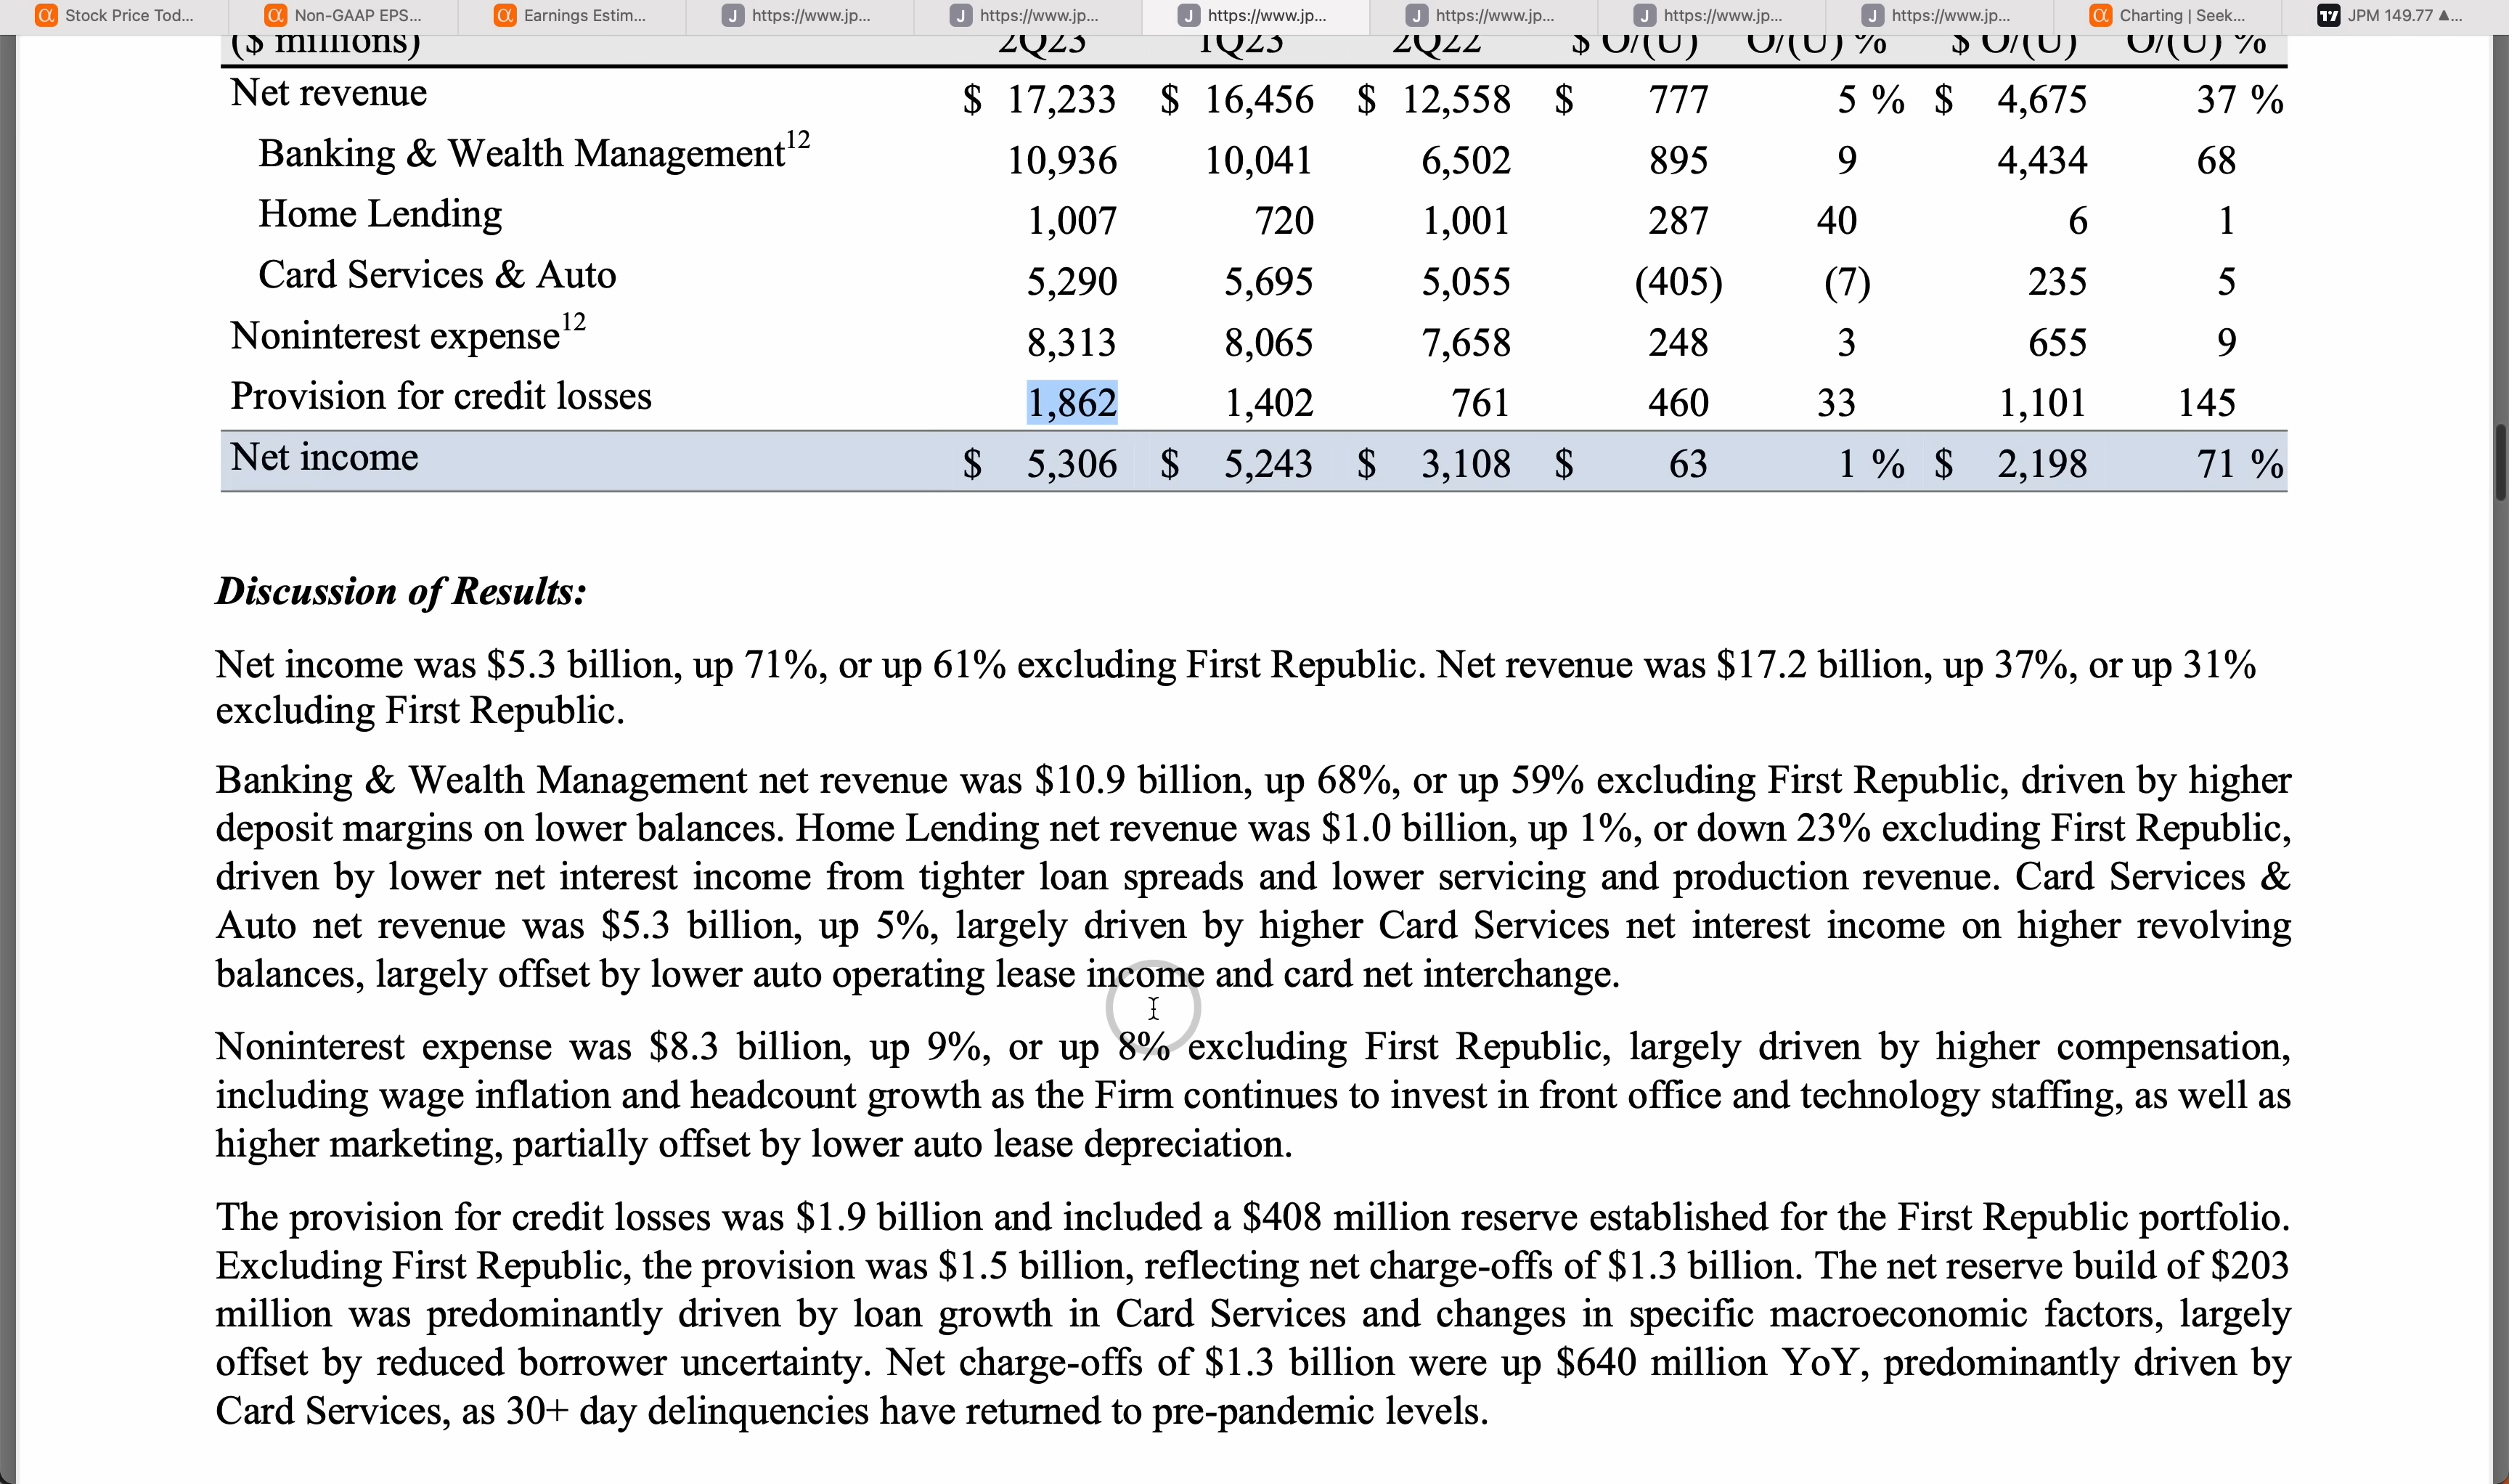 Stock Price Tod... Non-GAAP EPS... Earnings Estim... J https://www.jp... J https://www.jp... J https://www.jp... J https://www.jp... J https://www.jp... J https://www.jp... Charting | Seek... JPM 149.77 ▲...
($ millions) 2Q23 1Q23 2Q22 $ O/(U) O/(U) % $ O/(U) O/(U) %
Net revenue $ 17,233 $ 16,456 $ 12,558 $ 777 5 % $ 4,675 37 %
Banking & Wealth Management12 10,936 10,041 6,502 895 9 4,434 68
Home Lending 1,007 720 1,001 287 40 6 1
Card Services & Auto 5,290 5,695 5,055 (405) (7) 235 5
Noninterest expense12 8,313 8,065 7,658 248 3 655 9
Provision for credit losses 1,862 1,402 761 460 33 1,101 145
Net income $ 5,306 $ 5,243 $ 3,108 $ 63 1 % $ 2,198 71 %
Discussion of Results:
Net income was $5.3 billion, up 71%, or up 61% excluding First Republic. Net revenue was $17.2 billion, up 37%, or up 31%
excluding First Republic.
Banking & Wealth Management net revenue was $10.9 billion, up 68%, or up 59% excluding First Republic, driven by higher
deposit margins on lower balances. Home Lending net revenue was $1.0 billion, up 1%, or down 23% excluding First Republic,
driven by lower net interest income from tighter loan spreads and lower servicing and production revenue. Card Services &
Auto net revenue was $5.3 billion, up 5%, largely driven by higher Card Services net interest income on higher revolving
balances, largely offset by lower auto operating lease income and card net interchange.
Noninterest expense was $8.3 billion, up 9%, or up 8% excluding First Republic, largely driven by higher compensation,
including wage inflation and headcount growth as the Firm continues to invest in front office and technology staffing, as well as
higher marketing, partially offset by lower auto lease depreciation.
The provision for credit losses was $1.9 billion and included a $408 million reserve established for the First Republic portfolio.
Excluding First Republic, the provision was $1.5 billion, reflecting net charge-offs of $1.3 billion. The net reserve build of $203
million was predominantly driven by loan growth in Card Services and changes in specific macroeconomic factors, largely
offset by reduced borrower uncertainty. Net charge-offs of $1.3 billion were up $640 million YoY, predominantly driven by
Card Services, as 30+ day delinquencies have returned to pre-pandemic levels.